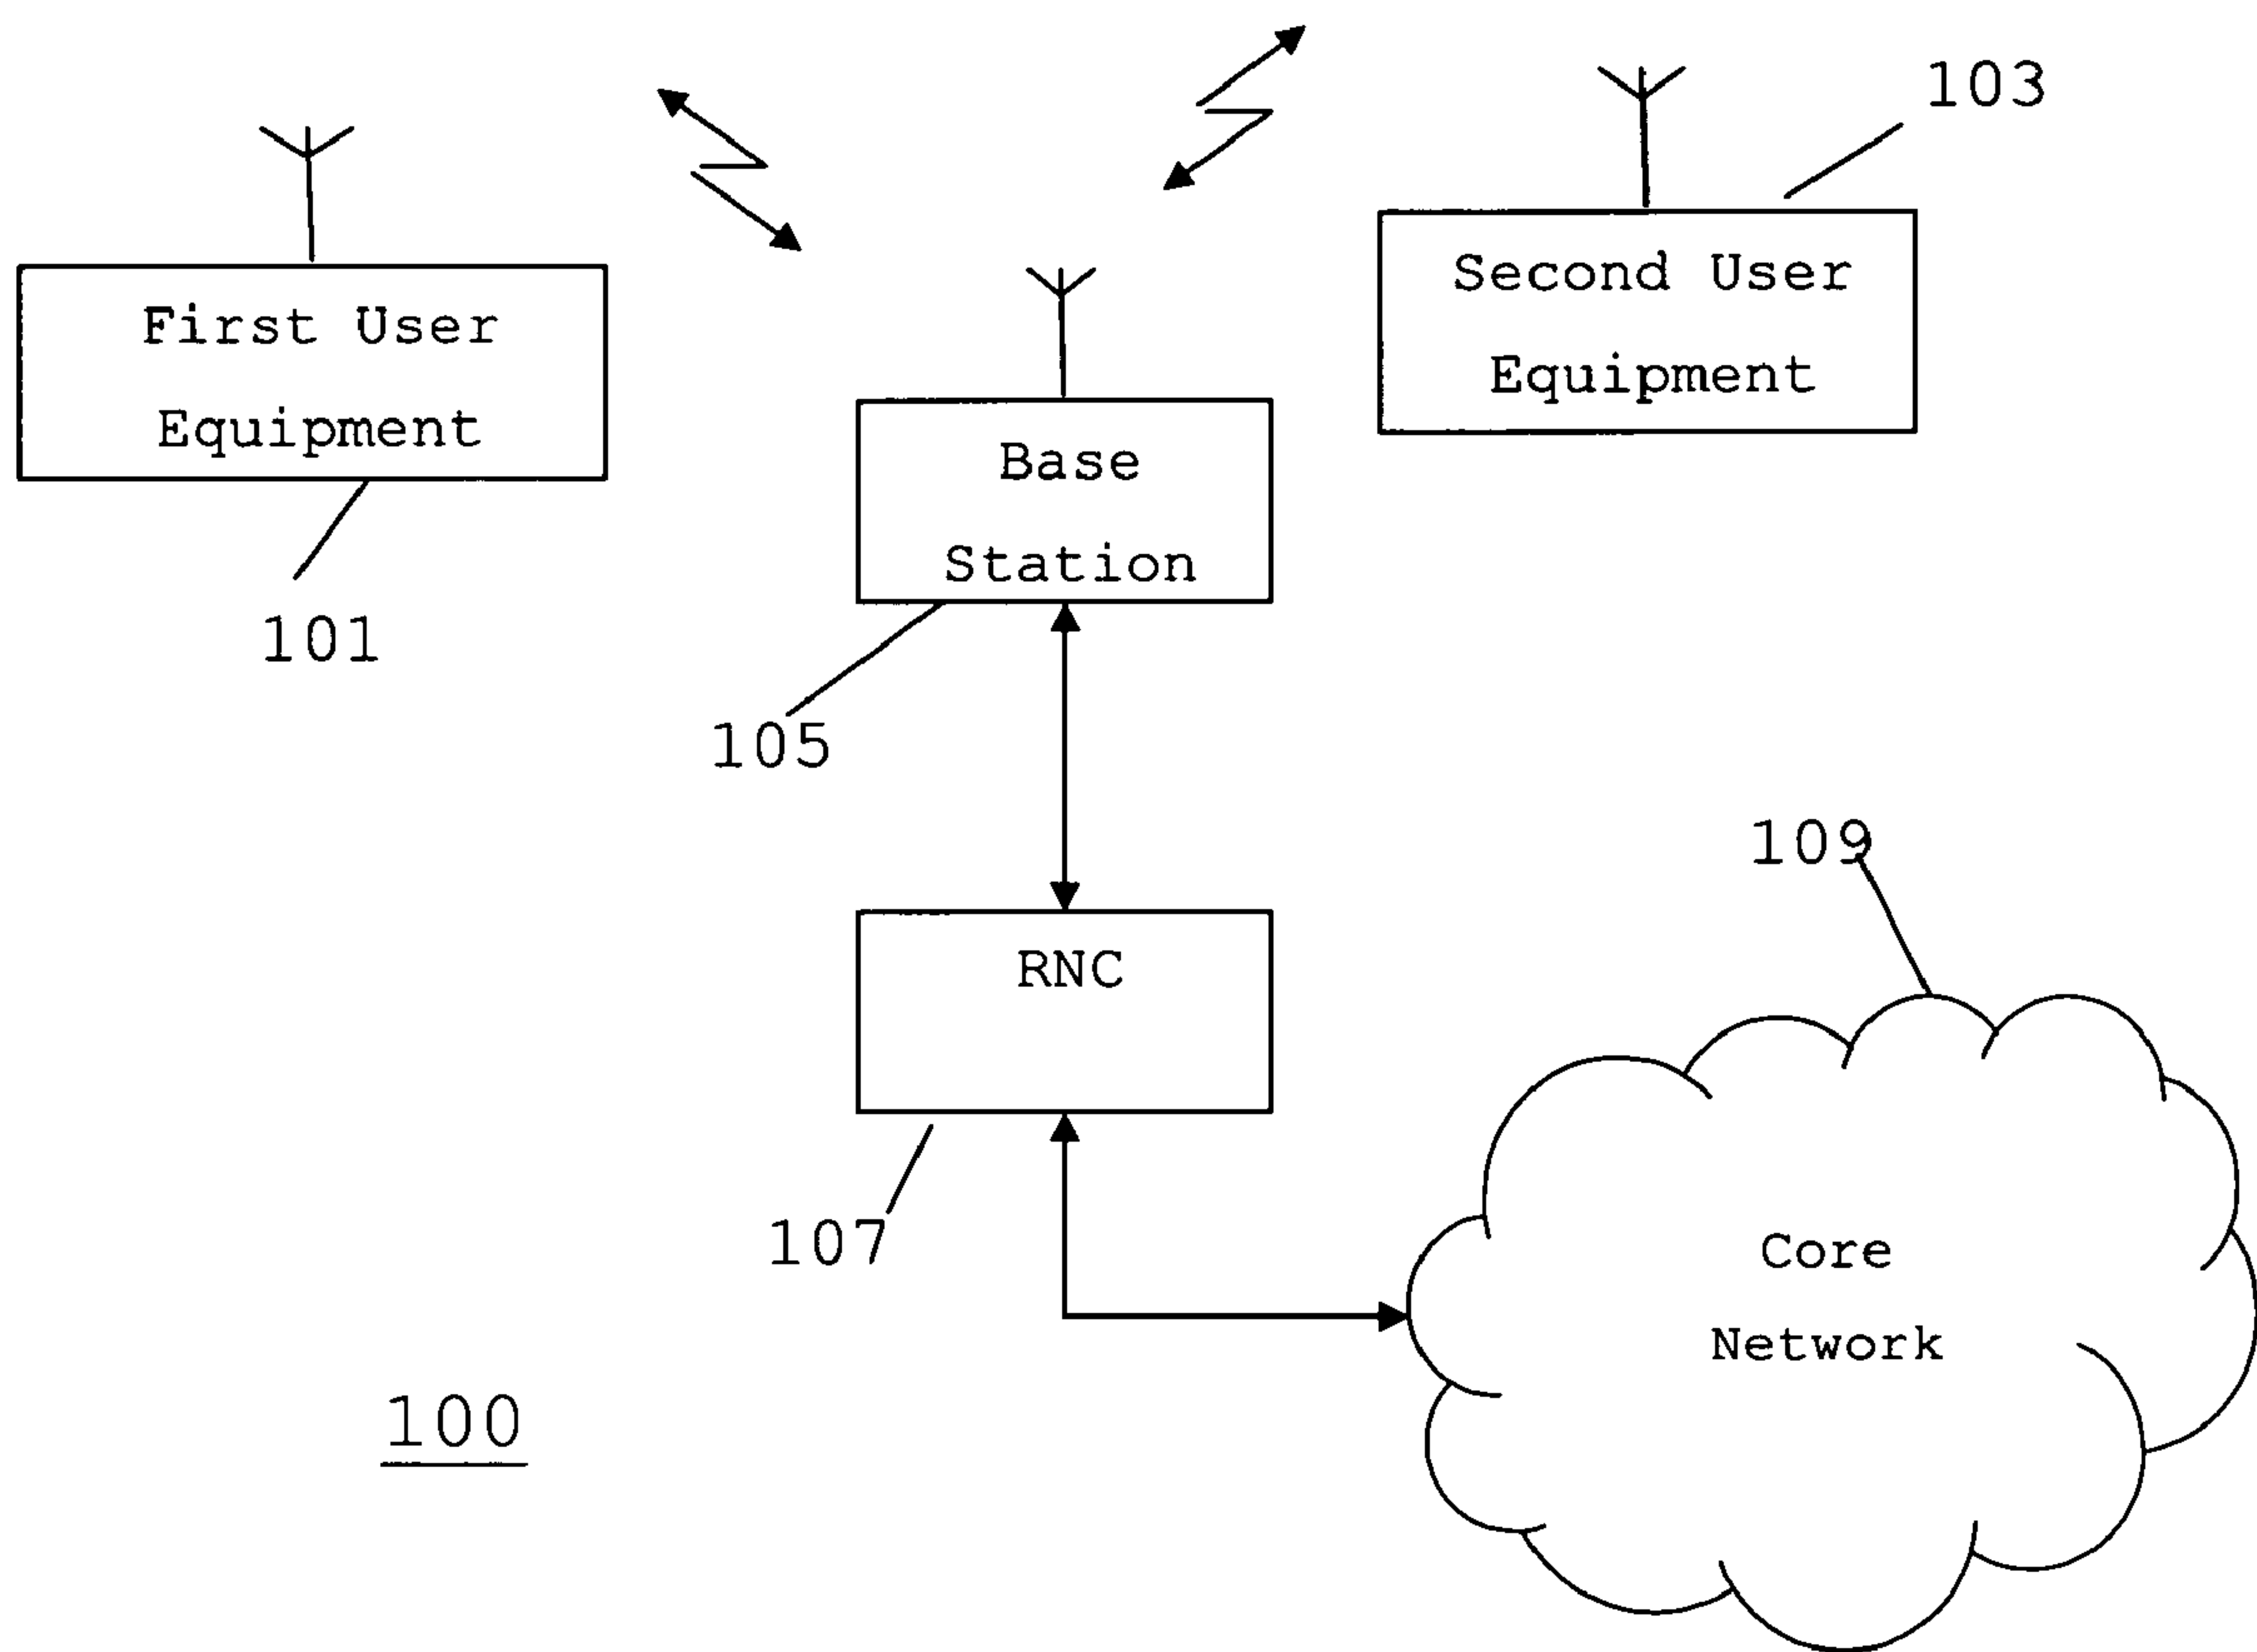 103
First User
Equipment
Second User
Equipment
Base
Station
101
105
109
RNC
107
Core
Network
100